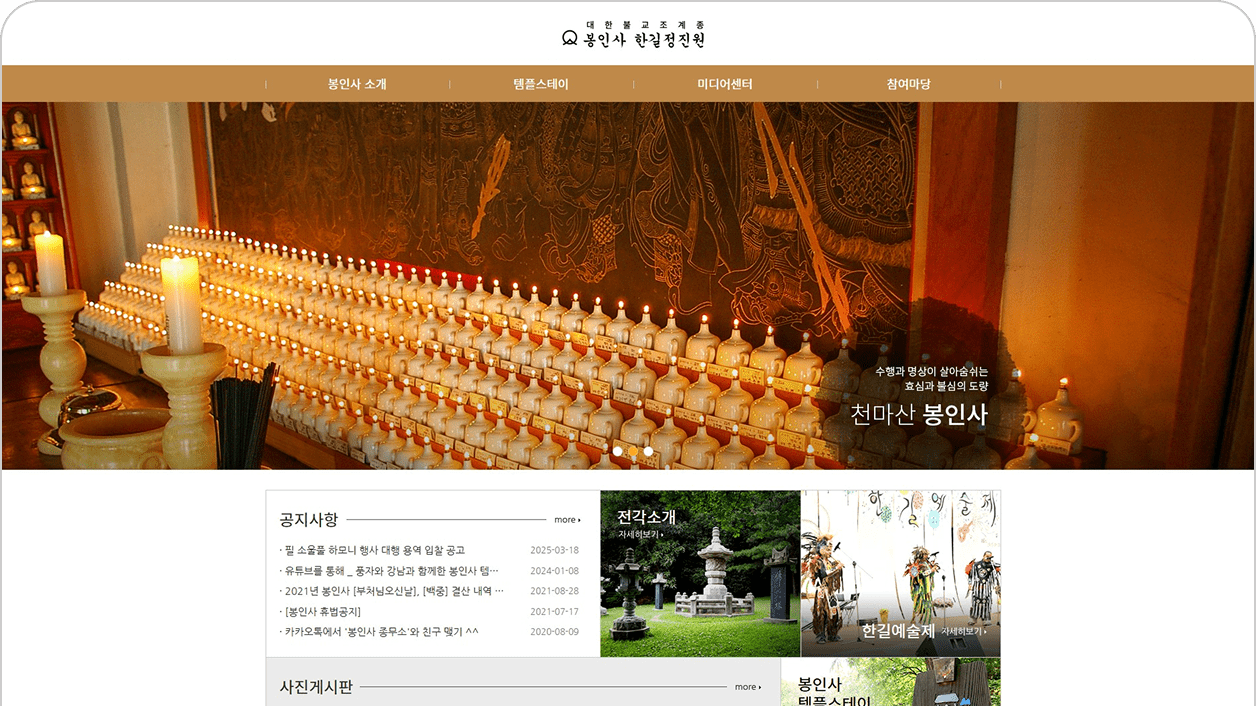 대한불교조계종
봉인사 한길정진원
봉인사 소개
템플스테이
미디어센터
참여마당
수행과 명상이 살아숨쉬는
효심과 불심의 도량
천마산 봉인사
공지사항
more
· 필 소울풀 하모니 행사 대행 용역 입찰 공고 2025-03-18
· 유튜브를 통해 _ 풍자와 강남과 함께한 봉인사 템… 2024-01-08
· 2021년 봉인사 [부처님오신날], [백중] 결산 내역 … 2021-08-28
· [봉인사 휴법공지] 2021-07-17
· 카카오톡에서 '봉인사 종무소'와 친구 맺기 ^^ 2020-08-09
전각소개
자세히보기
한길예술제
한길예술제 자세히보기
사진게시판
more
봉인사
템플스테이